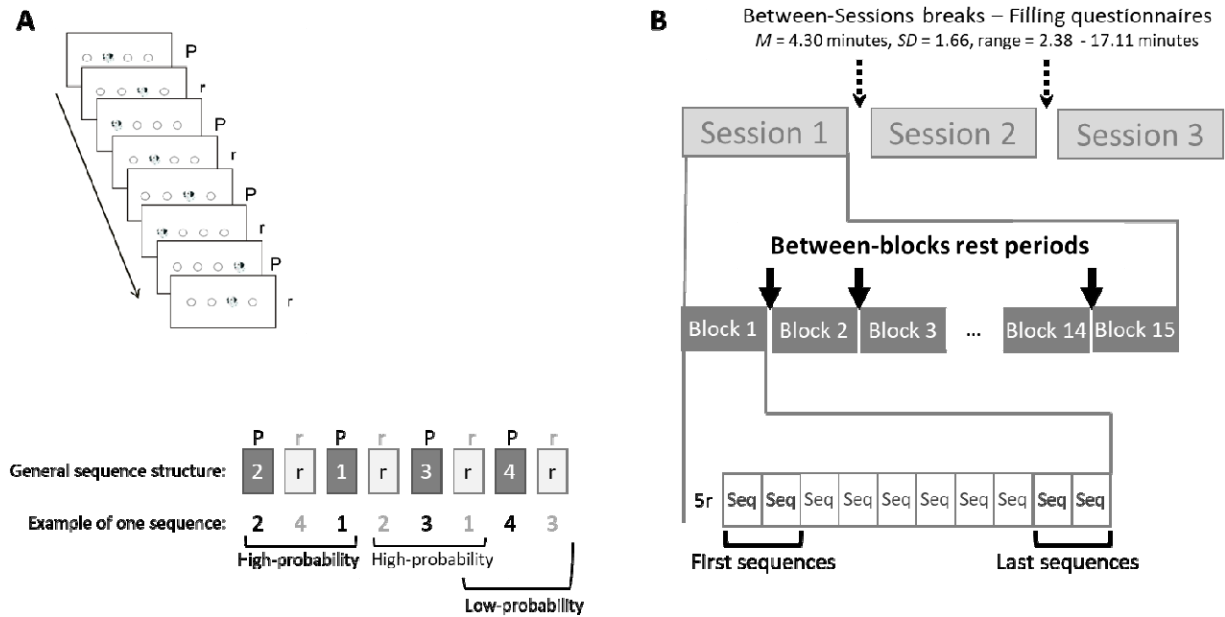 A
P
r
P
r
P
r
P
r
P r P r P r P r
General sequence structure: 2 r 1 r 3 r 4 r
Example of one sequence: 2 4 1 2 3 1 4 3
High-probability High-probability
Low-probability
B
Between-Sessions breaks – Filling questionnaires
M = 4.30 minutes, SD = 1.66, range = 2.38 - 17.11 minutes
Session 1 Session 2 Session 3
Between-blocks rest periods
Block 1 Block 2 Block 3 ... Block 14 Block 15
5r Seq Seq Seq Seq Seq Seq Seq Seq Seq Seq
First sequences Last sequences